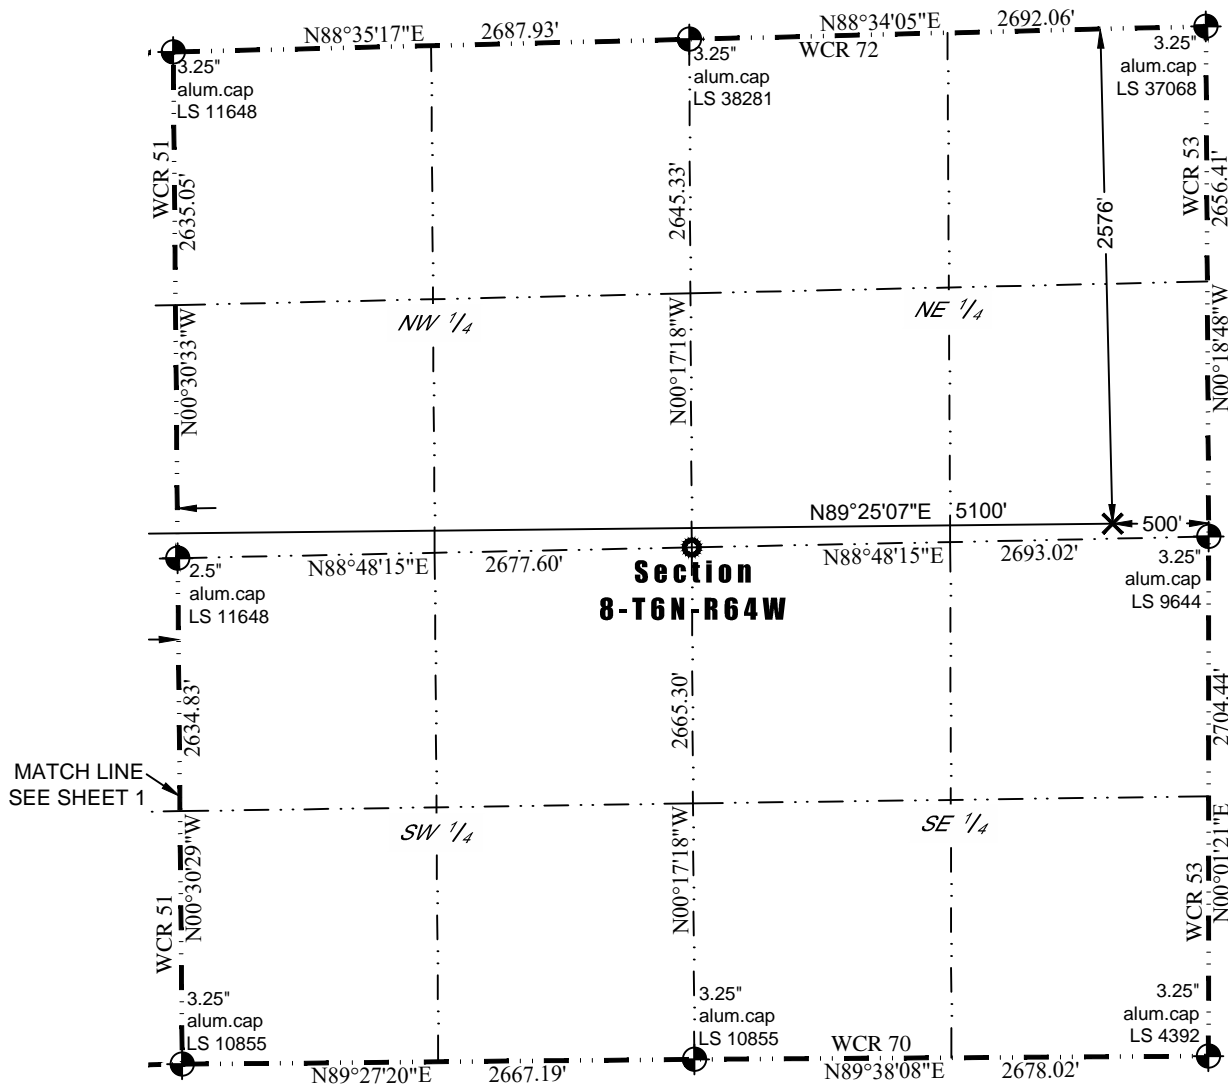 N88°35'17"E 2687.93' N88°34'05"E 2692.06'
WCR 72
3.25"
alum.cap
LS 11648
3.25"
alum.cap
LS 38281
3.25"
alum.cap
LS 37068
WCR 51
2635.05'
N00°30'33"W
2645.33'
N00°17'18"W
2576'
WCR 53
2656.41'
N00°18'48"W
NW 1/4
NE 1/4
N89°25'07"E 5100'
500'
N88°48'15"E 2677.60' N88°48'15"E 2693.02'
2.5"
alum.cap
LS 11648
Section
8-T6N-R64W
3.25"
alum.cap
LS 9644
2634.83'
N00°30'29"W
2665.30'
N00°17'18"W
2704.44'
N00°01'21"E
MATCH LINE
SEE SHEET 1
SW 1/4
SE 1/4
WCR 51
WCR 53
3.25"
alum.cap
LS 10855
3.25"
alum.cap
LS 10855
3.25"
alum.cap
LS 4392
WCR 70
N89°27'20"E 2667.19' N89°38'08"E 2678.02'